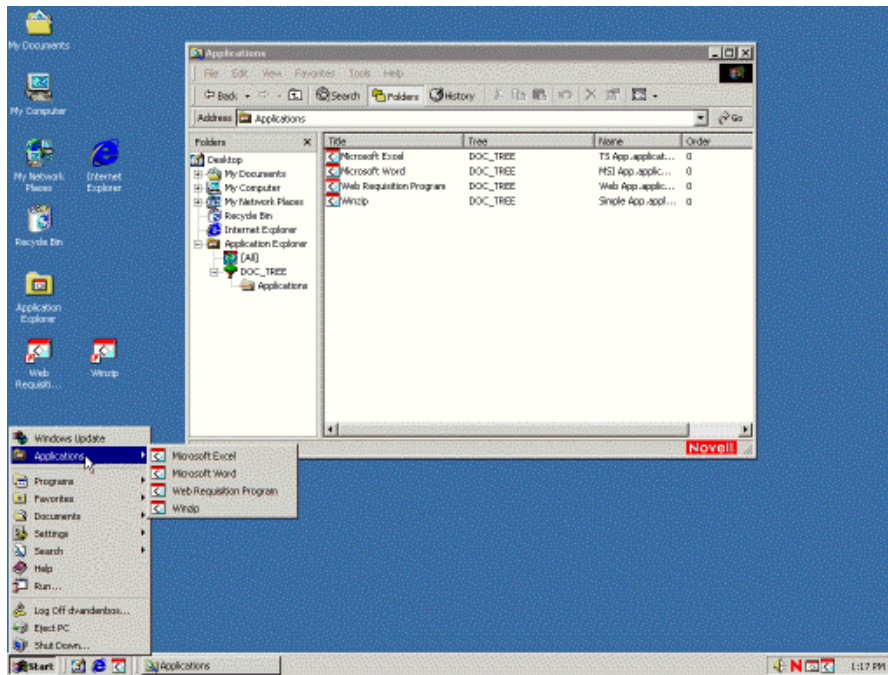 My Documents
My Computer
My Network Places
Internet Explorer
Recycle Bin
Application Explorer
Web Requisiti...
Winzip
Applications
File Edit View Favorites Tools Help
Back Search Folders History
Address Applications Go
Folders
Desktop
My Documents
My Computer
My Network Places
Recycle Bin
Internet Explorer
Application Explorer
[All]
DOC_TREE
Applications
Title Tree Name Order
Microsoft Excel DOC_TREE TS App.applicat... 0
Microsoft Word DOC_TREE MSI App.applic... 0
Web Requisition Program DOC_TREE Web App.applic... 0
Winzip DOC_TREE Simple App.appl... 0
Novell
Windows Update
Applications
Programs
Favorites
Documents
Settings
Search
Help
Run...
Log Off dvandenbos...
Eject PC
Shut Down...
Microsoft Excel
Microsoft Word
Web Requisition Program
Winzip
Start Applications N 1:17 PM